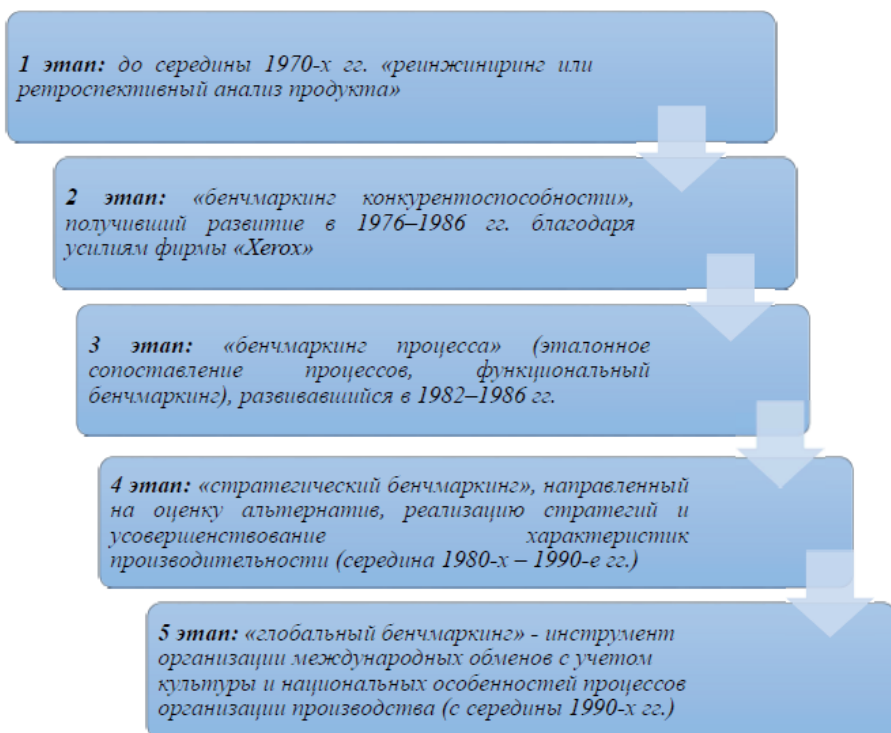 1 этап: до середины 1970-х гг. «реинжиниринг или
ретроспективный анализ продукта»
2 этап: «бенчмаркинг конкурентоспособности»,
получивший развитие в 1976–1986 гг. благодаря
усилиям фирмы «Xerox»
3 этап: «бенчмаркинг процесса» (эталонное
сопоставление процессов, функциональный
бенчмаркинг), развивавшийся в 1982–1986 гг.
4 этап: «стратегический бенчмаркинг», направленный
на оценку альтернатив, реализацию стратегий и
усовершенствование характеристик
производительности (середина 1980-х – 1990-е гг.)
5 этап: «глобальный бенчмаркинг» - инструмент
организации международных обменов с учетом
культуры и национальных особенностей процессов
организации производства (с середины 1990-х гг.)